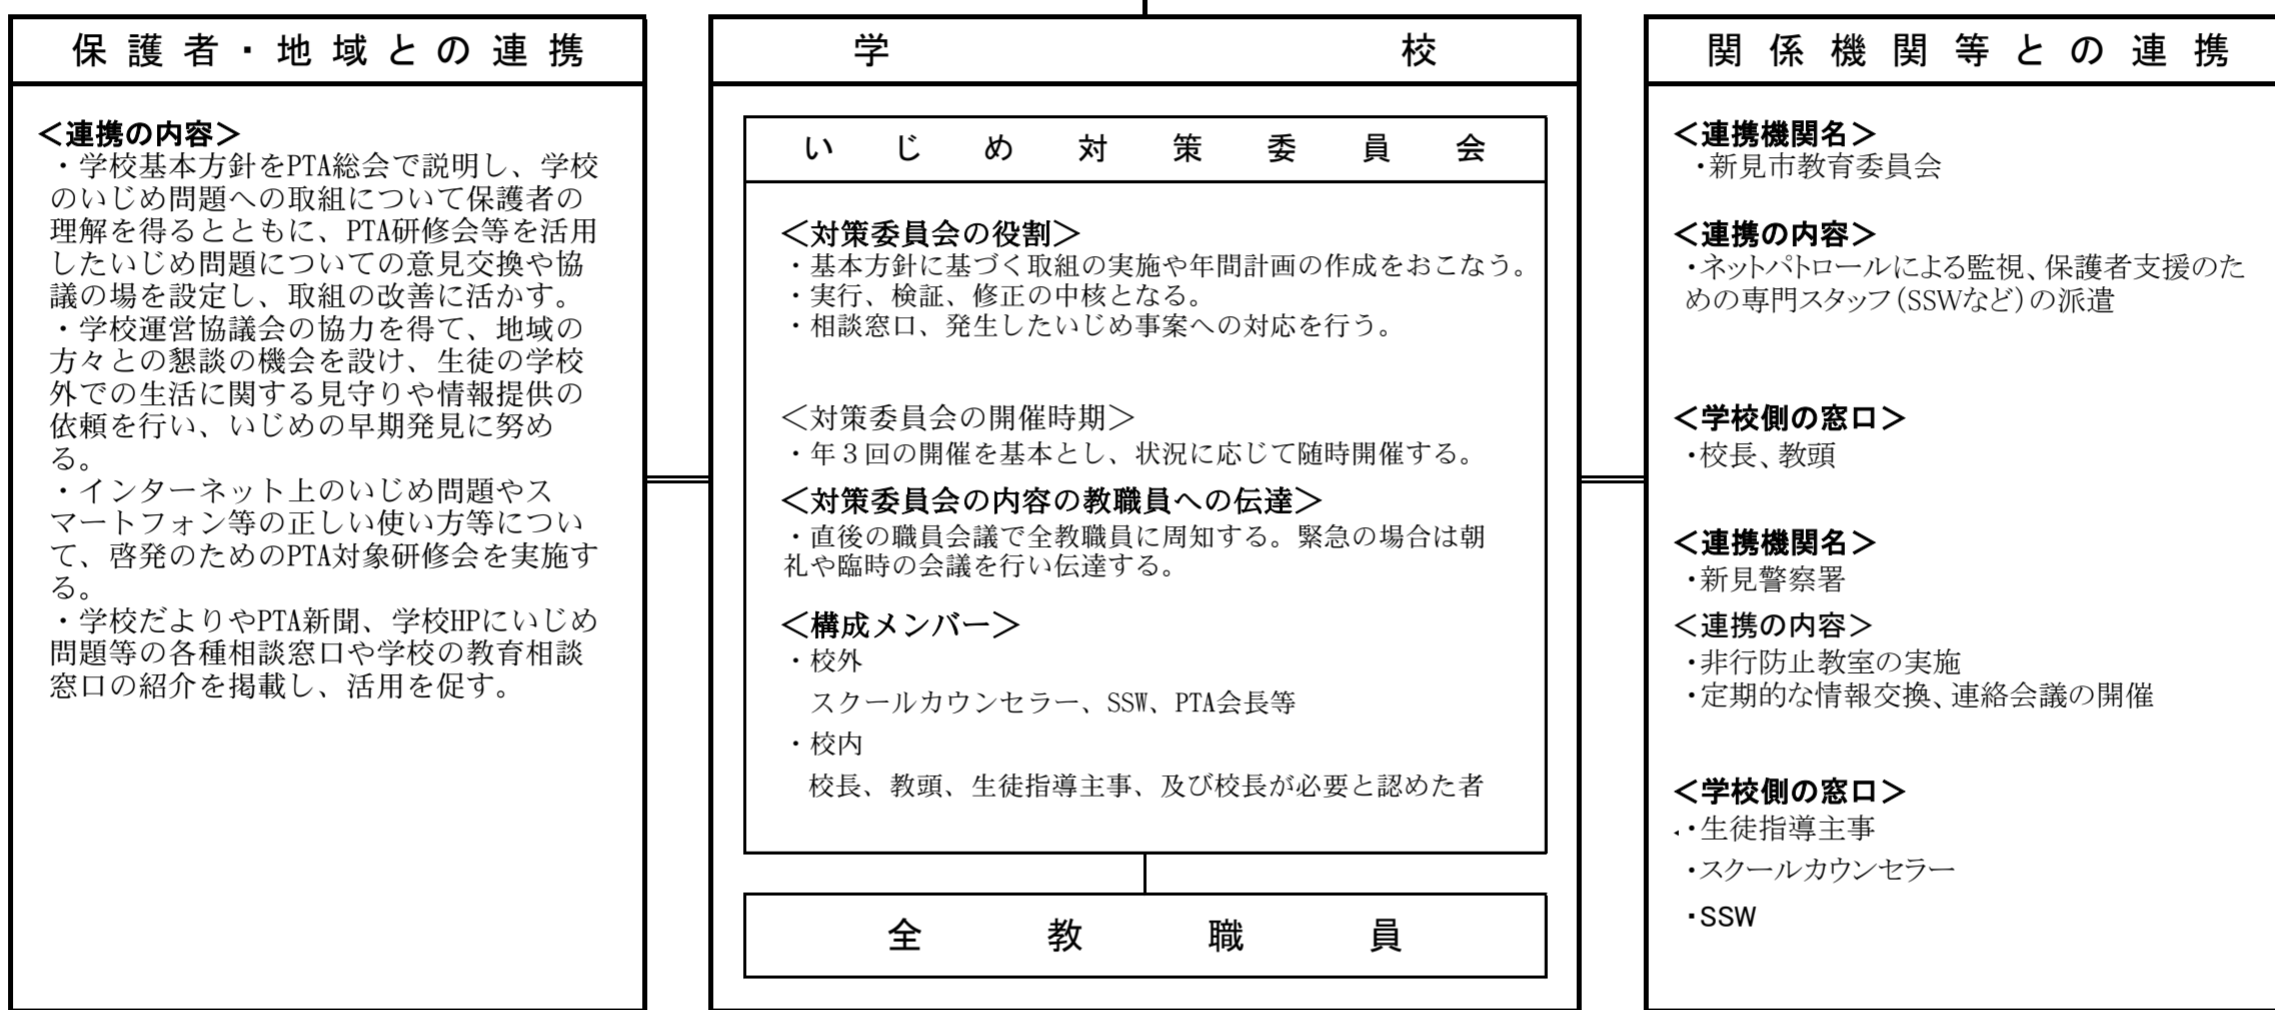 保護者・地域との連携
＜連携の内容＞
・学校基本方針をPTA総会で説明し、学校
のいじめ問題への取組について保護者の
理解を得るとともに、PTA研修会等を活用
したいじめ問題についての意見交換や協
議の場を設定し、取組の改善に活かす。
・学校運営協議会の協力を得て、地域の
方々との懇談の機会を設け、生徒の学校
外での生活に関する見守りや情報提供の
依頼を行い、いじめの早期発見に努め
る。
・インターネット上のいじめ問題やス
マートフォン等の正しい使い方等につい
て、啓発のためのPTA対象研修会を実施す
る。
・学校だよりやPTA新聞、学校HPにいじめ
問題等の各種相談窓口や学校の教育相談
窓口の紹介を掲載し、活用を促す。
学校
いじめ対策委員会
＜対策委員会の役割＞
・基本方針に基づく取組の実施や年間計画の作成をおこなう。
・実行、検証、修正の中核となる。
・相談窓口、発生したいじめ事案への対応を行う。
＜対策委員会の開催時期＞
・年３回の開催を基本とし、状況に応じて随時開催する。
＜対策委員会の内容の教職員への伝達＞
・直後の職員会議で全教職員に周知する。緊急の場合は朝
礼や臨時の会議を行い伝達する。
＜構成メンバー＞
・校外
スクールカウンセラー、SSW、PTA会長等
・校内
校長、教頭、生徒指導主事、及び校長が必要と認めた者
全教職員
関係機関等との連携
＜連携機関名＞
・新見市教育委員会
＜連携の内容＞
・ネットパトロールによる監視、保護者支援のた
めの専門スタッフ（SSWなど）の派遣
＜学校側の窓口＞
・校長、教頭
＜連携機関名＞
・新見警察署
＜連携の内容＞
・非行防止教室の実施
・定期的な情報交換、連絡会議の開催
＜学校側の窓口＞
・生徒指導主事
・スクールカウンセラー
・SSW